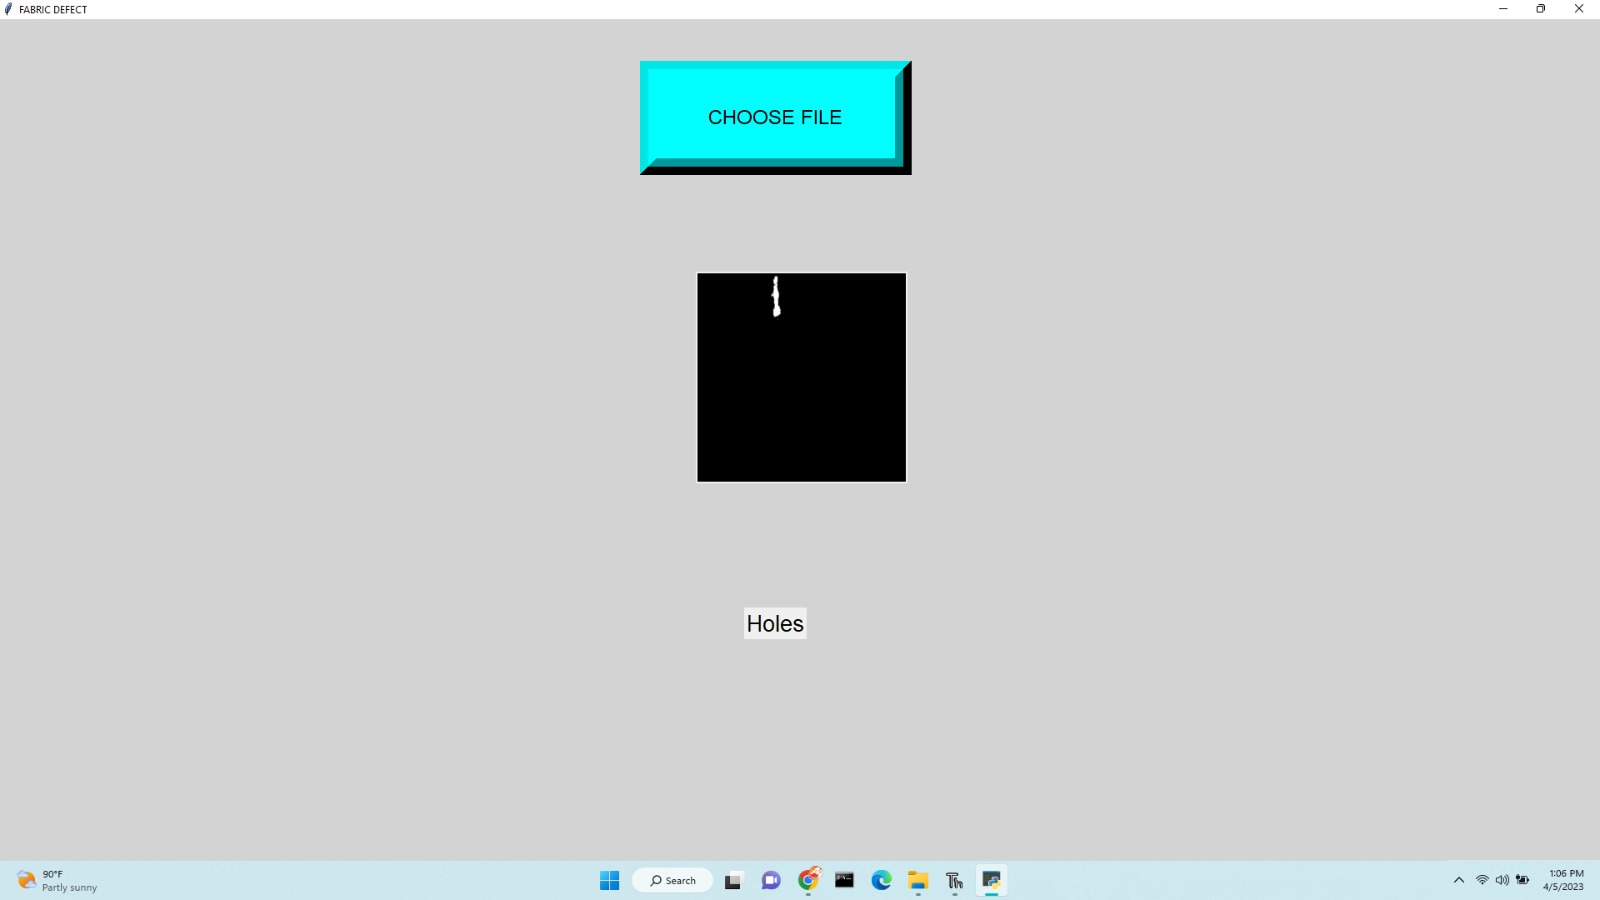 FABRIC DEFECT
CHOOSE FILE
Holes
90°F
Partly sunny
Search
1:06 PM
4/5/2023